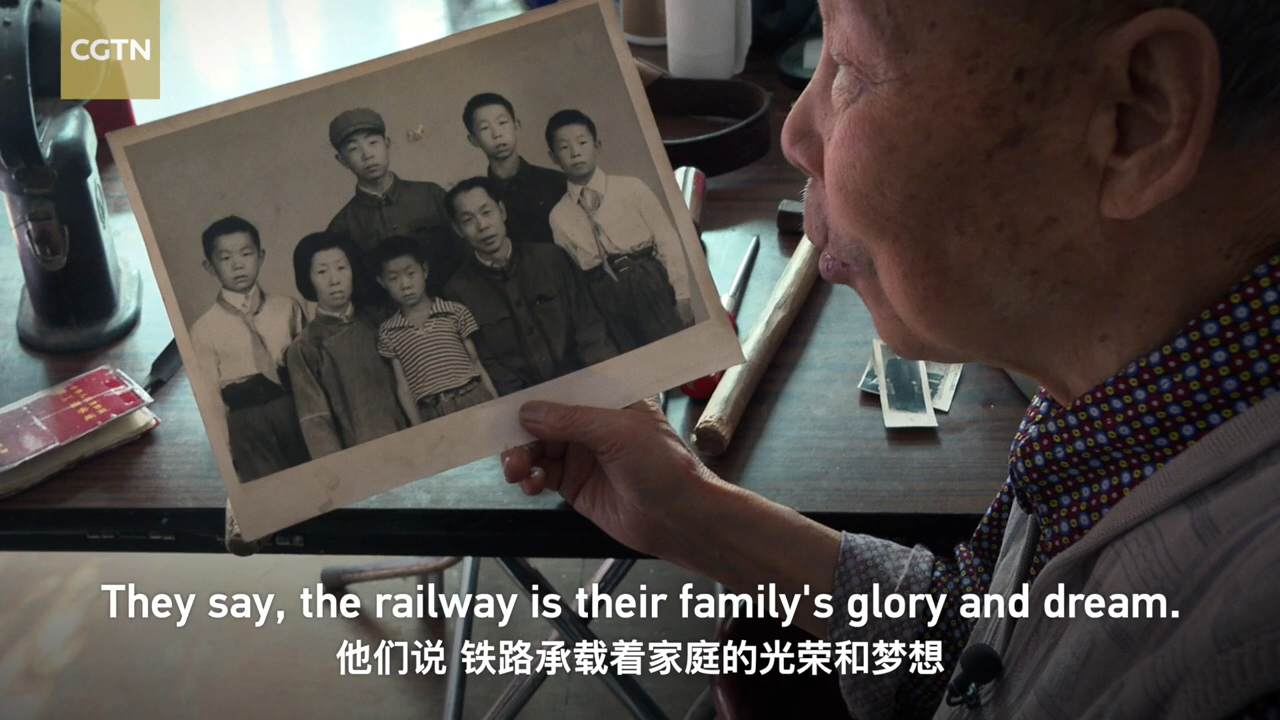 CGTN
They say, the railway is their family's glory and dream.
他们说 铁路承载着家庭的光荣和梦想